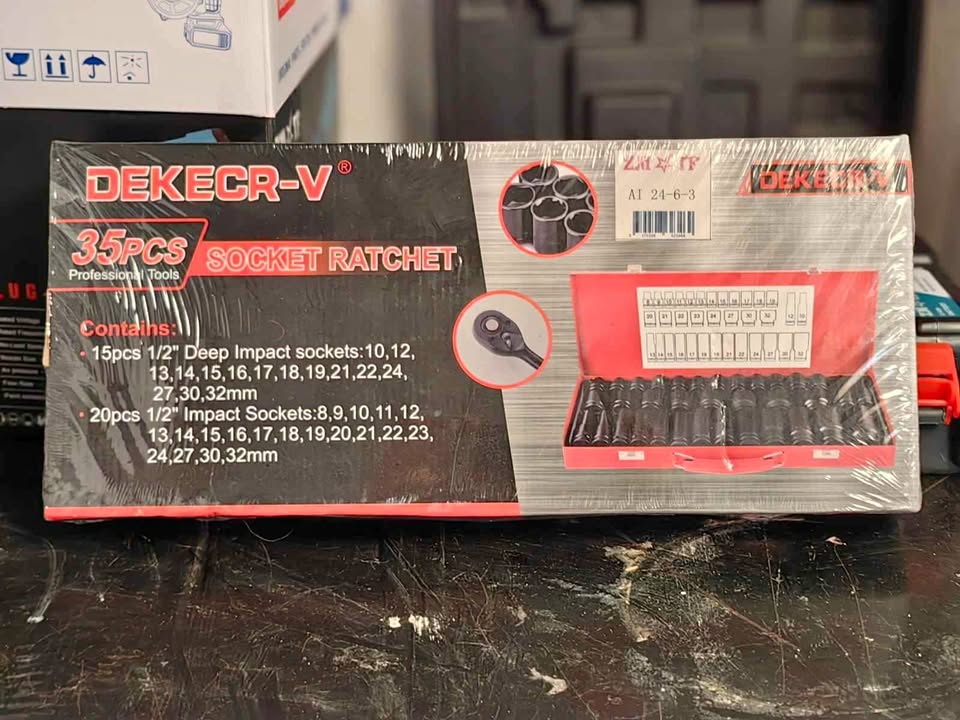 DEKECR-V®
35PCS
Professional Tools
SOCKET RATCHET
Contains:
· 15pcs 1/2" Deep Impact sockets:10,12,
13,14,15,16,17,18,19,21,22,24,
27,30,32mm
· 20pcs 1/2" Impact Sockets:8,9,10,11,12,
13,14,15,16,17,18,19,20,21,22,23,
24,27,30,32mm
AI 24-6-3
DEKECR-V